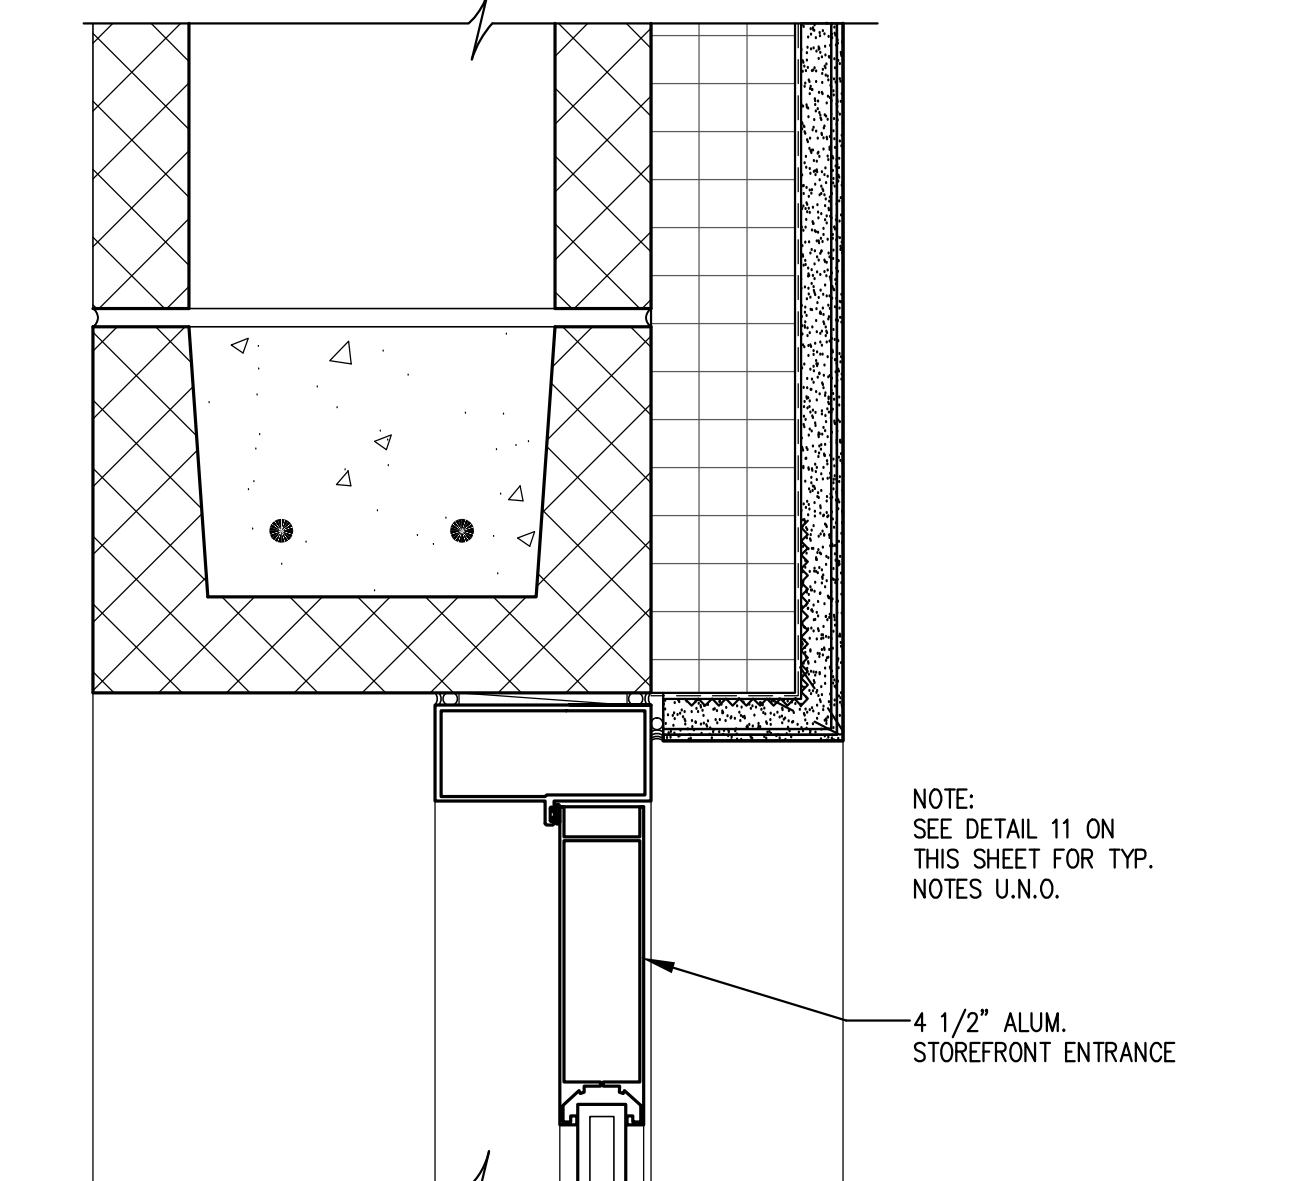 NOTE:
SEE DETAIL 11 ON
THIS SHEET FOR TYP.
NOTES U.N.O.
4 1/2” ALUM.
STOREFRONT ENTRANCE